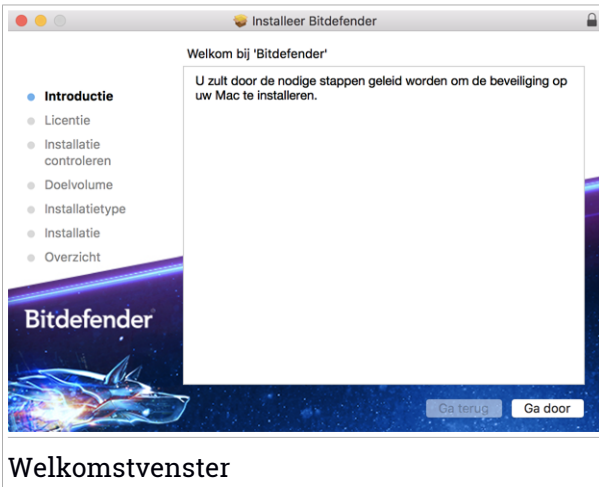 Installeer Bitdefender
Welkom bij 'Bitdefender'
U zult door de nodige stappen geleid worden om de beveiliging op
uw Mac te installeren.
Introductie
Licentie
Installatie
controleren
Doelvolume
Installatietype
Installatie
Overzicht
Bitdefender
Ga terug
Ga door
Welkomstvenster